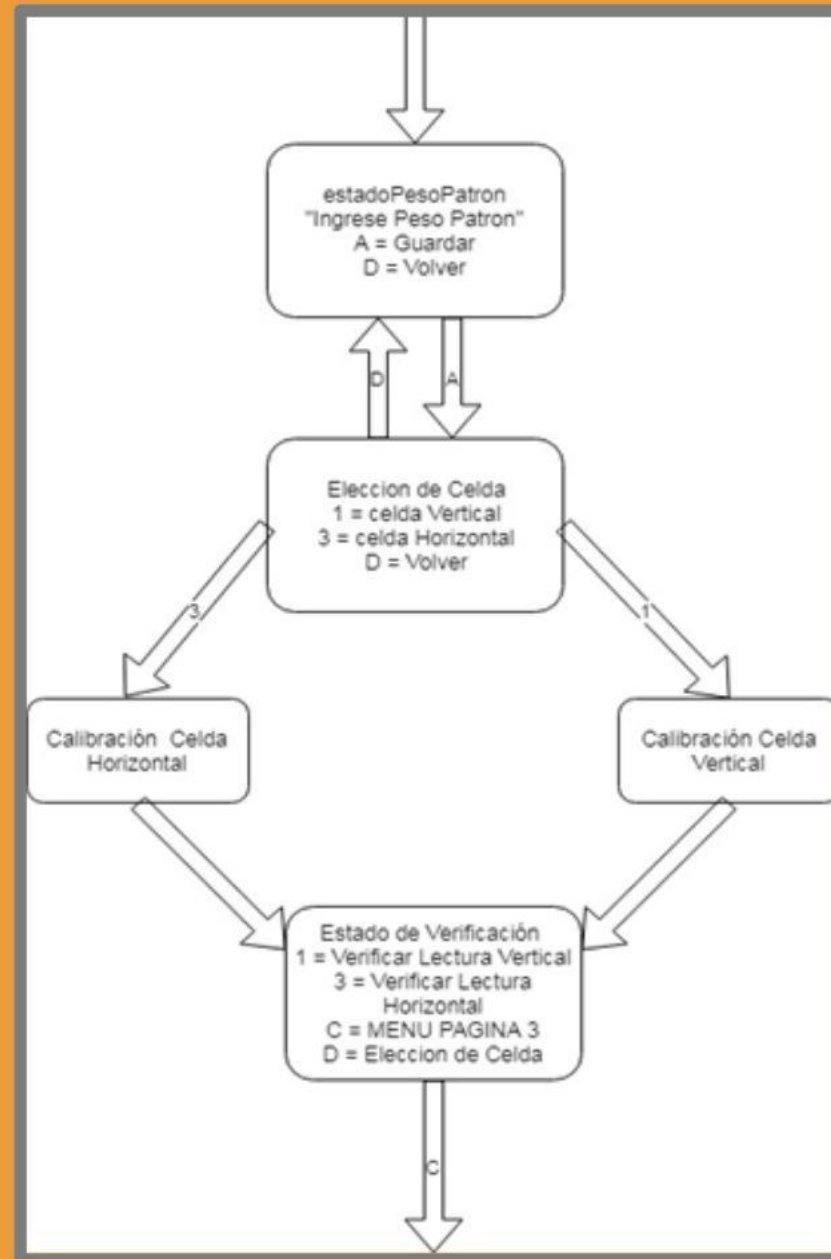 estadoPesoPatron
"Ingrese Peso Patron"
A = Guardar
D = Volver
D
A
Eleccion de Celda
1 = celda Vertical
3 = celda Horizontal
D = Volver
3
1
Calibración Celda
Horizontal
Calibración Celda
Vertical
Estado de Verificación
1 = Verificar Lectura Vertical
3 = Verificar Lectura
Horizontal
C = MENU PAGINA 3
D = Eleccion de Celda
C